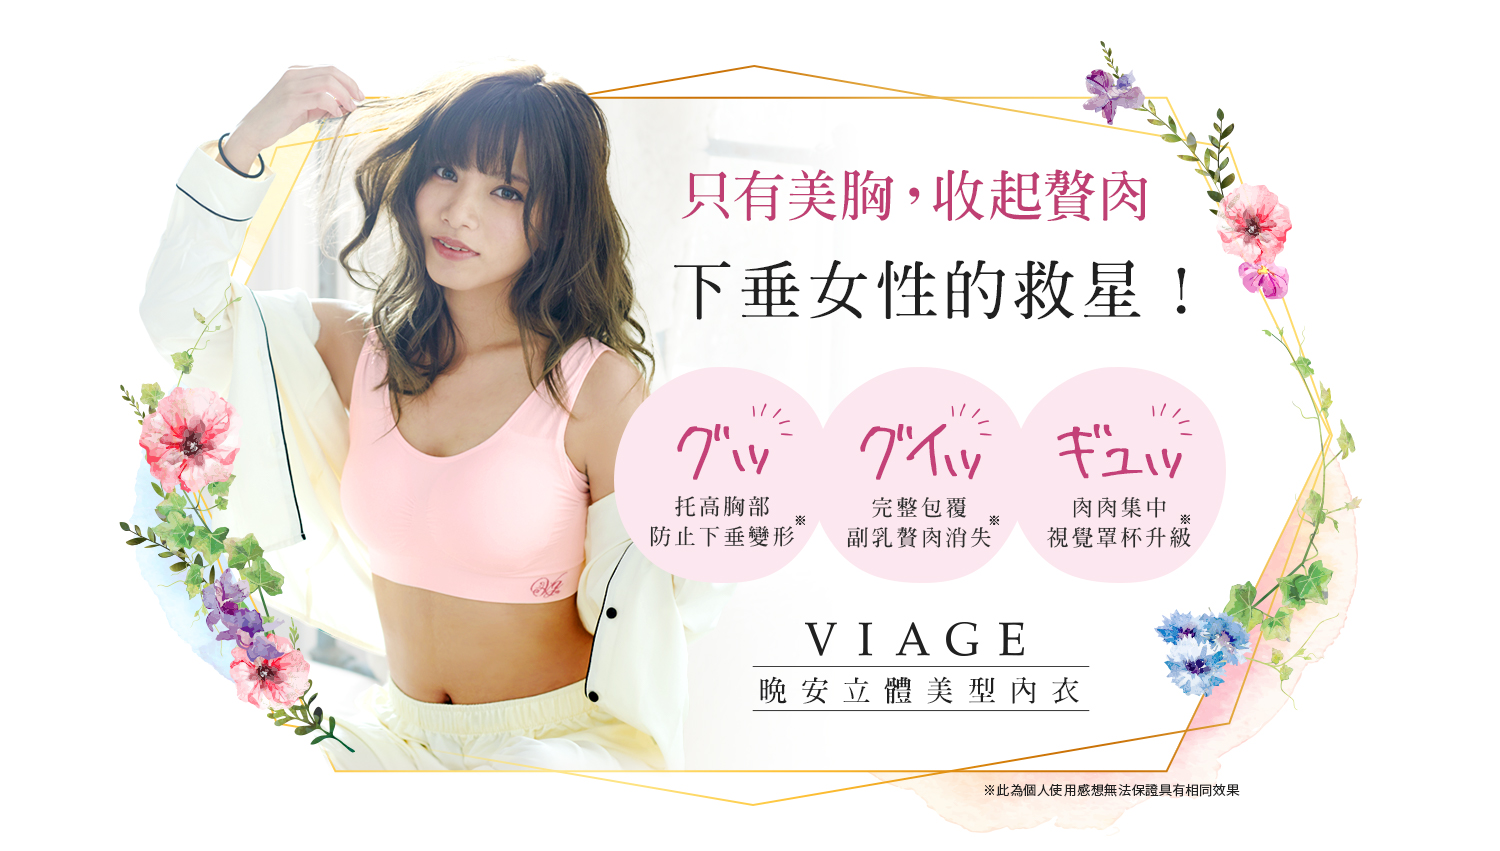 只有美胸，收起贅肉
下垂女性的救星！
グッ
托高胸部
防止下垂變形※
グイッ
完整包覆
副乳贅肉消失※
ギュッ
肉肉集中
視覺罩杯升級※
VIAGE
晚安立體美型內衣
※此為個人使用感想無法保證具有相同效果